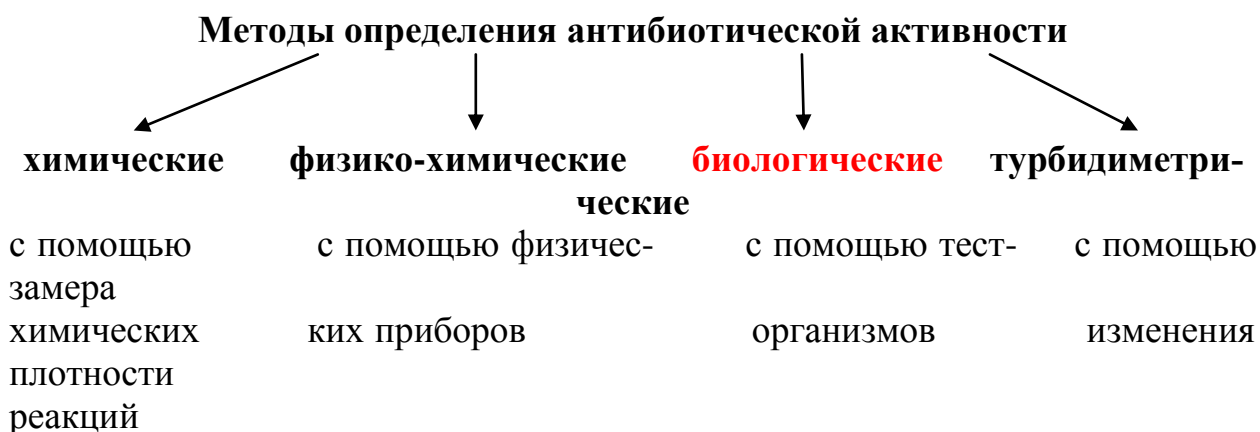 Методы определения антибиотической активности
химические физико-химические биологические турбидиметри-
ческие
с помощью с помощью физичес- с помощью тест- с помощью
замера
химических ких приборов организмов изменения
плотности
реакций